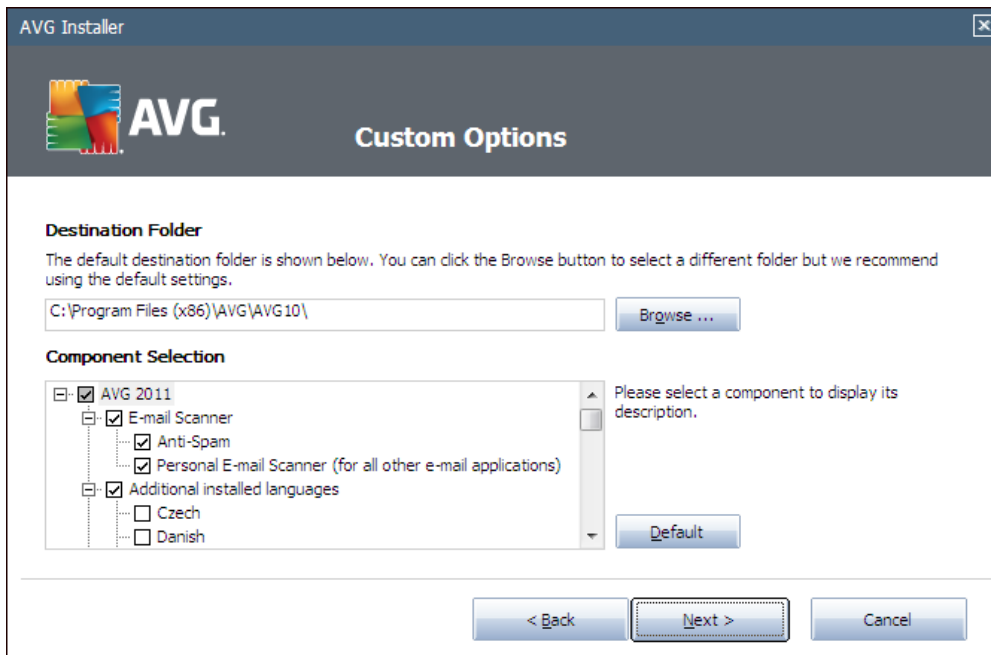 AVG Installer
AVG.
Custom Options
Destination Folder
The default destination folder is shown below. You can click the Browse button to select a different folder but we recommend
using the default settings.
C:\Program Files (x86)\AVG\AVG10\
Browse ...
Component Selection
AVG 2011
E-mail Scanner
Anti-Spam
Personal E-mail Scanner (for all other e-mail applications)
Additional installed languages
Czech
Danish
Please select a component to display its
description.
Default
< Back
Next >
Cancel